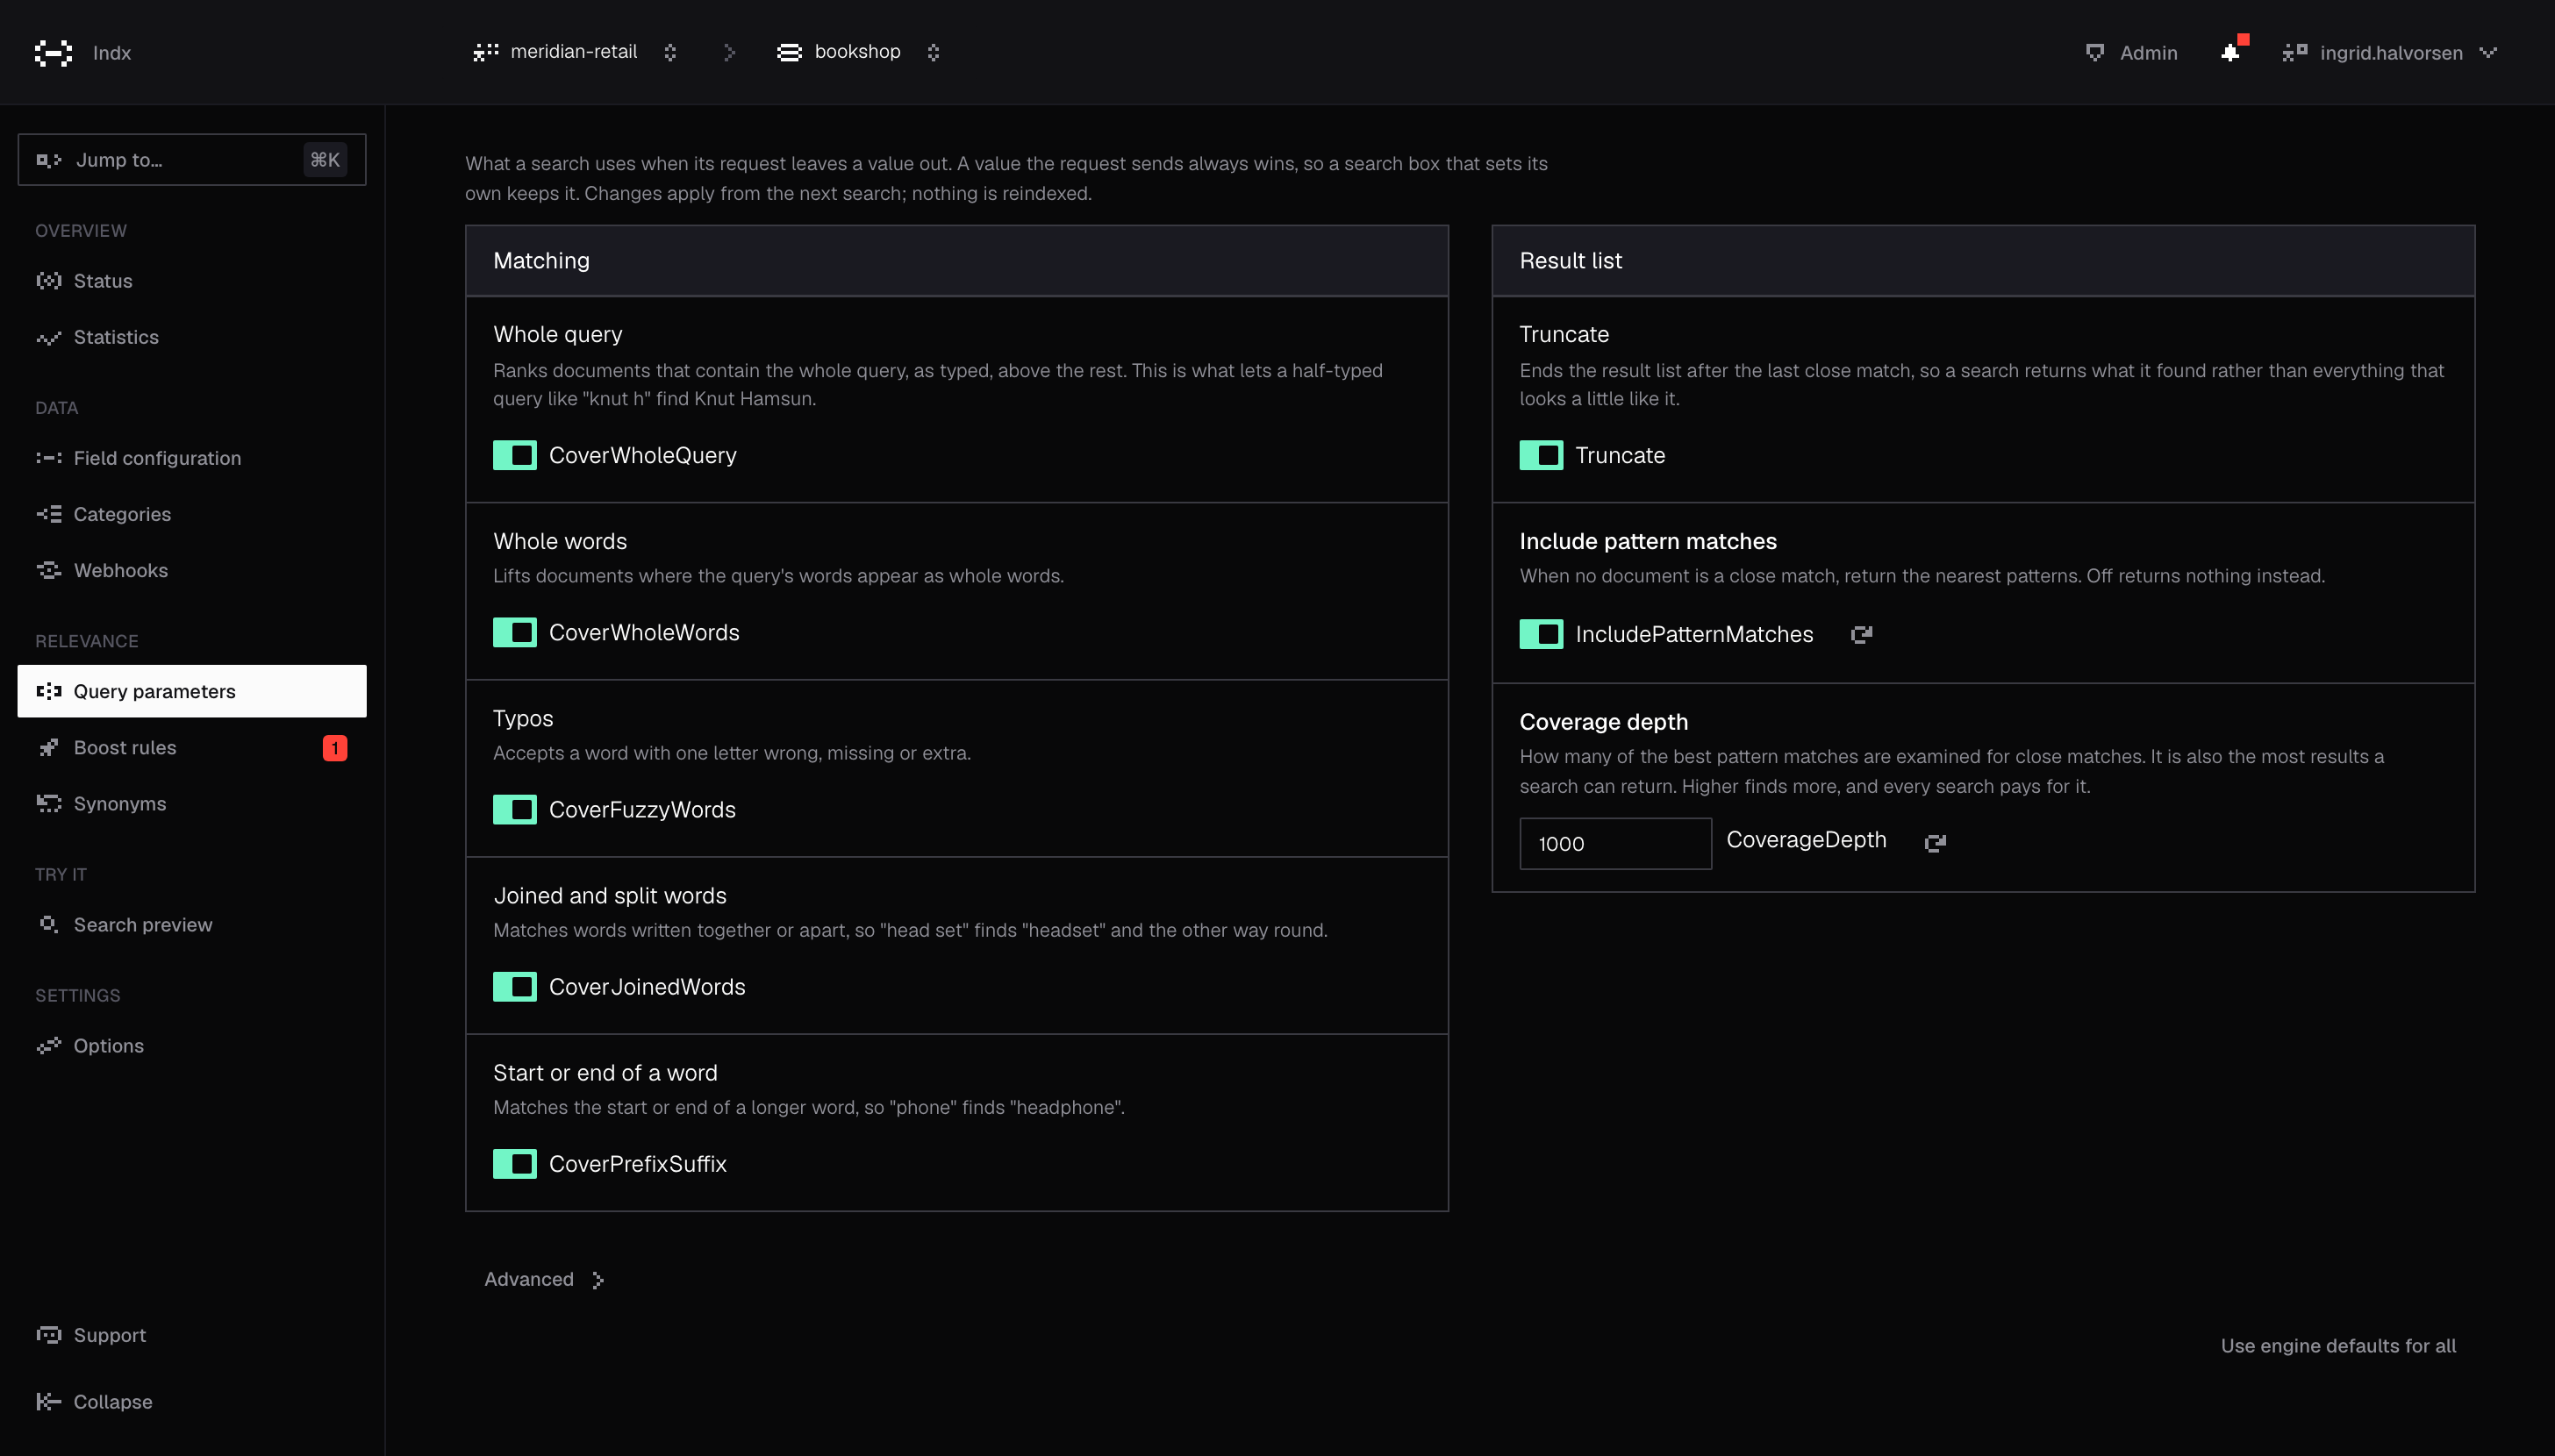 Indx
meridian-retail
bookshop
Admin
ingrid.halvorsen
Jump to...
⌘K
OVERVIEW
Status
Statistics
DATA
Field configuration
Categories
Webhooks
RELEVANCE
Query parameters
Boost rules
1
Synonyms
TRY IT
Search preview
SETTINGS
Options
Support
Collapse
What a search uses when its request leaves a value out. A value the request sends always wins, so a search box that sets its
own keeps it. Changes apply from the next search; nothing is reindexed.
Matching
Whole query
Ranks documents that contain the whole query, as typed, above the rest. This is what lets a half-typed
query like "knut h" find Knut Hamsun.
CoverWholeQuery
Whole words
Lifts documents where the query's words appear as whole words.
CoverWholeWords
Typos
Accepts a word with one letter wrong, missing or extra.
CoverFuzzyWords
Joined and split words
Matches words written together or apart, so "head set" finds "headset" and the other way round.
CoverJoinedWords
Start or end of a word
Matches the start or end of a longer word, so "phone" finds "headphone".
CoverPrefixSuffix
Result list
Truncate
Ends the result list after the last close match, so a search returns what it found rather than everything that
looks a little like it.
Truncate
Include pattern matches
When no document is a close match, return the nearest patterns. Off returns nothing instead.
IncludePatternMatches
Coverage depth
How many of the best pattern matches are examined for close matches. It is also the most results a
search can return. Higher finds more, and every search pays for it.
1000
CoverageDepth
Advanced
Use engine defaults for all